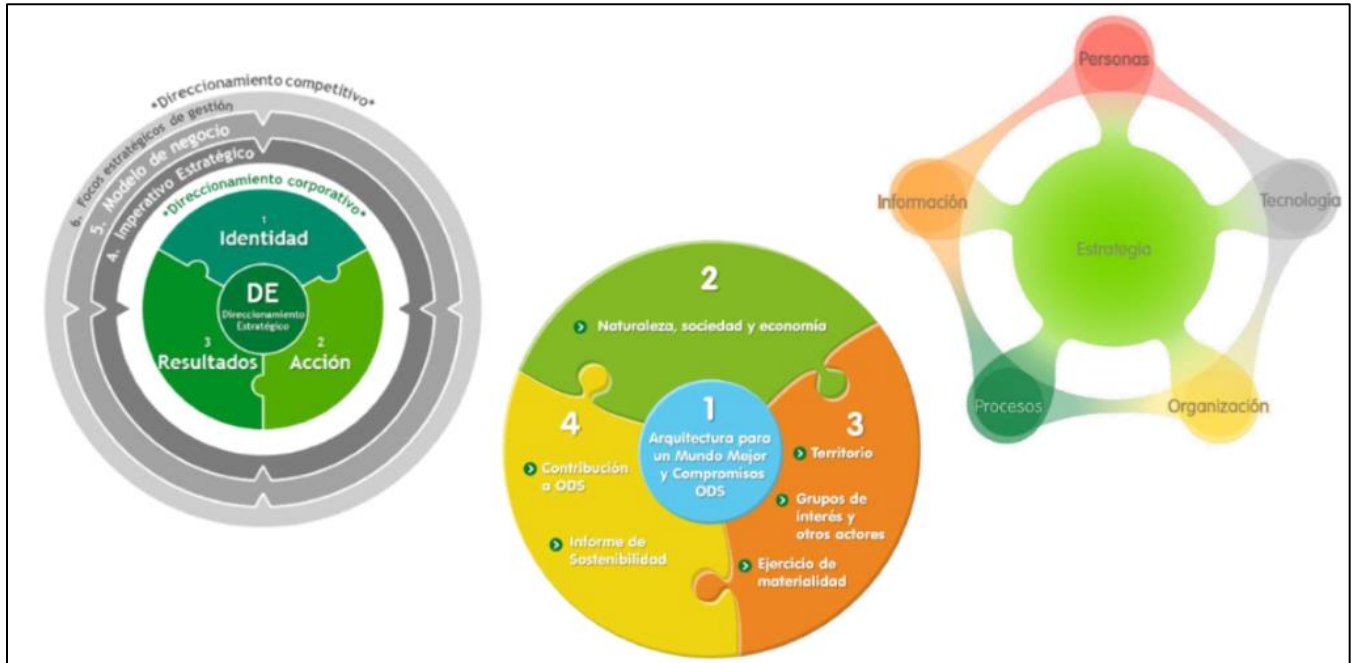 *Direccionamiento competitivo*
6. Focos estratégicos de gestión
5. Modelo de negocio
4. Imperativo Estratégico
*Direccionamiento corporativo*
1
Identidad
DE
Direccionamiento
Estratégico
3
Resultados
2
Acción
2
Naturaleza, sociedad y economía
1
Arquitectura para
un Mundo Mejor
y Compromisos
ODS
3
Territorio
Grupos de
interés y
otros actores
Ejercicio de
materialidad
4
Contribución
a ODS
Informe de
Sostenibilidad
Personas
Información
Tecnología
Estrategia
Procesos
Organización